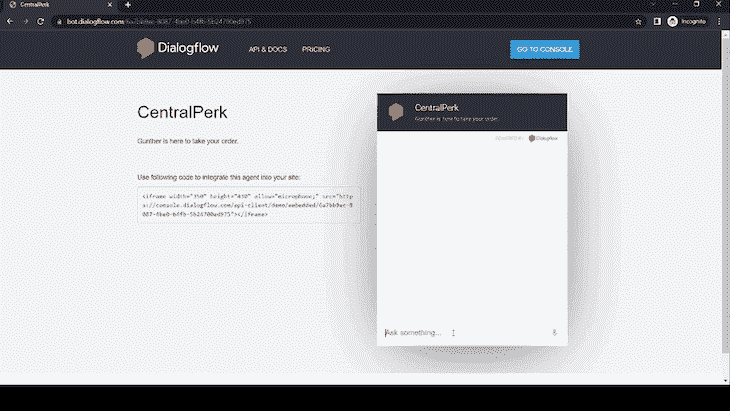 CentralPerk
bot.dialogflow.com
Incognito
Dialogflow
API & DOCS
PRICING
GO TO CONSOLE
CentralPerk
Gunther is here to take your order.
Use following code to integrate this agent into your site:
<iframe width="350" height="430" allow="microphone;" src="http
s://console.dialogflow.com/api-client/demo/embedded/
></iframe>
CentralPerk
Gunther is here to take your order.
POWERED BY
Dialogflow
Ask something...